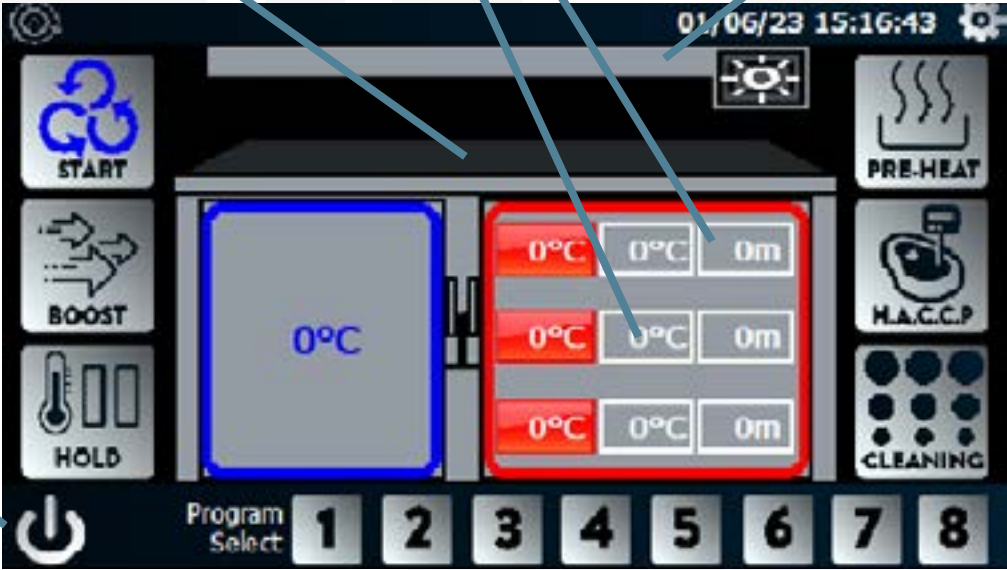 01/06/23 15:16:43
START
PRE-HEAT
BOOST
H.A.C.C.P
HOLD
CLEANING
0°C
0°C 0°C 0m
0°C 0°C 0m
0°C 0°C 0m
Program
Select 1 2 3 4 5 6 7 8